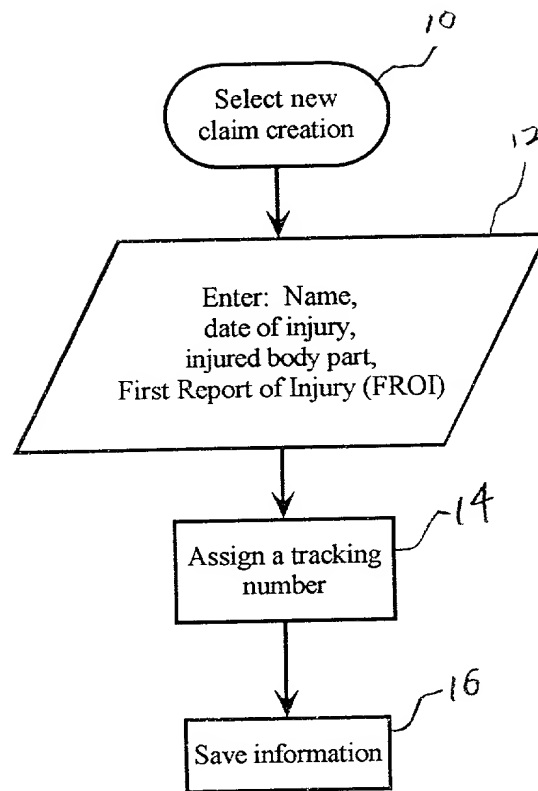 10
Select new
claim creation
12
Enter: Name,
date of injury,
injured body part,
First Report of Injury (FROI)
14
Assign a tracking
number
16
Save information